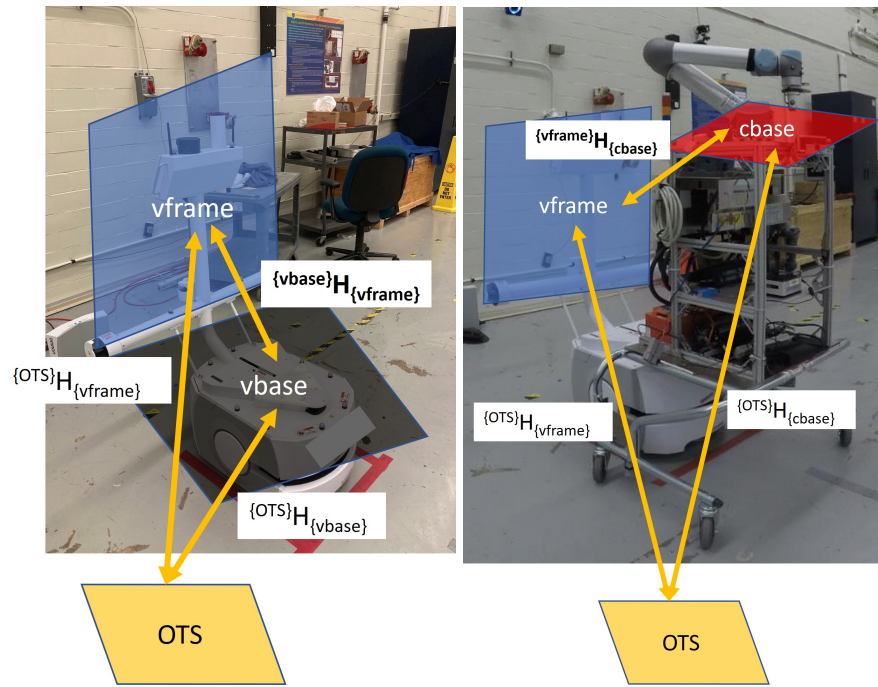 vframe
{vbase}H{vframe}
{OTS}H{vframe}
vbase
{OTS}H{vbase}
OTS
cbase
{vframe}H{cbase}
vframe
{OTS}H{vframe}
{OTS}H{cbase}
OTS